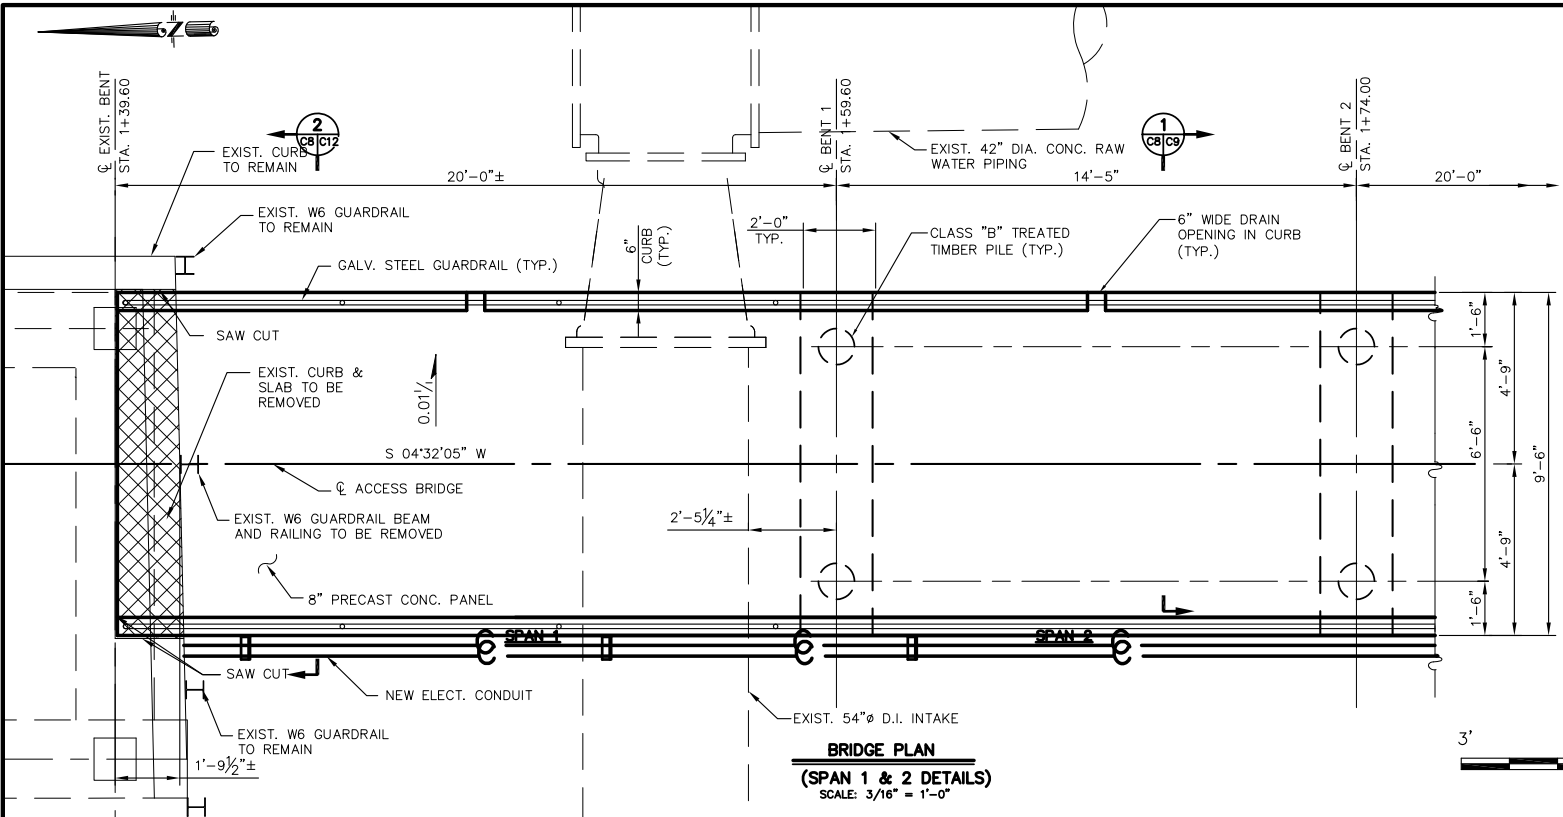 Z
℄ EXIST. BENT
STA. 1+39.60
2
C8 C12
EXIST. CURB
TO REMAIN
℄ BENT 1
STA. 1+59.60
EXIST. 42" DIA. CONC. RAW
WATER PIPING
1
C8 C9
℄ BENT 2
STA. 1+74.00
20'-0"±
14'-5"
20'-0"
EXIST. W6 GUARDRAIL
TO REMAIN
GALV. STEEL GUARDRAIL (TYP.)
6"
CURB
(TYP.)
2'-0"
TYP.
CLASS "B" TREATED
TIMBER PILE (TYP.)
6" WIDE DRAIN
OPENING IN CURB
(TYP.)
SAW CUT
EXIST. CURB &
SLAB TO BE
REMOVED
0.01'/'
1'-6"
4'-9"
6'-6"
9'-6"
4'-9"
1'-6"
S 04°32'05" W
℄ ACCESS BRIDGE
EXIST. W6 GUARDRAIL BEAM
AND RAILING TO BE REMOVED
2'-5¼"±
8" PRECAST CONC. PANEL
SPAN 1
SPAN 2
SAW CUT
NEW ELECT. CONDUIT
EXIST. 54"ø D.I. INTAKE
EXIST. W6 GUARDRAIL
TO REMAIN
1'-9½"±
BRIDGE PLAN
(SPAN 1 & 2 DETAILS)
SCALE: 3/16" = 1'-0"
3'